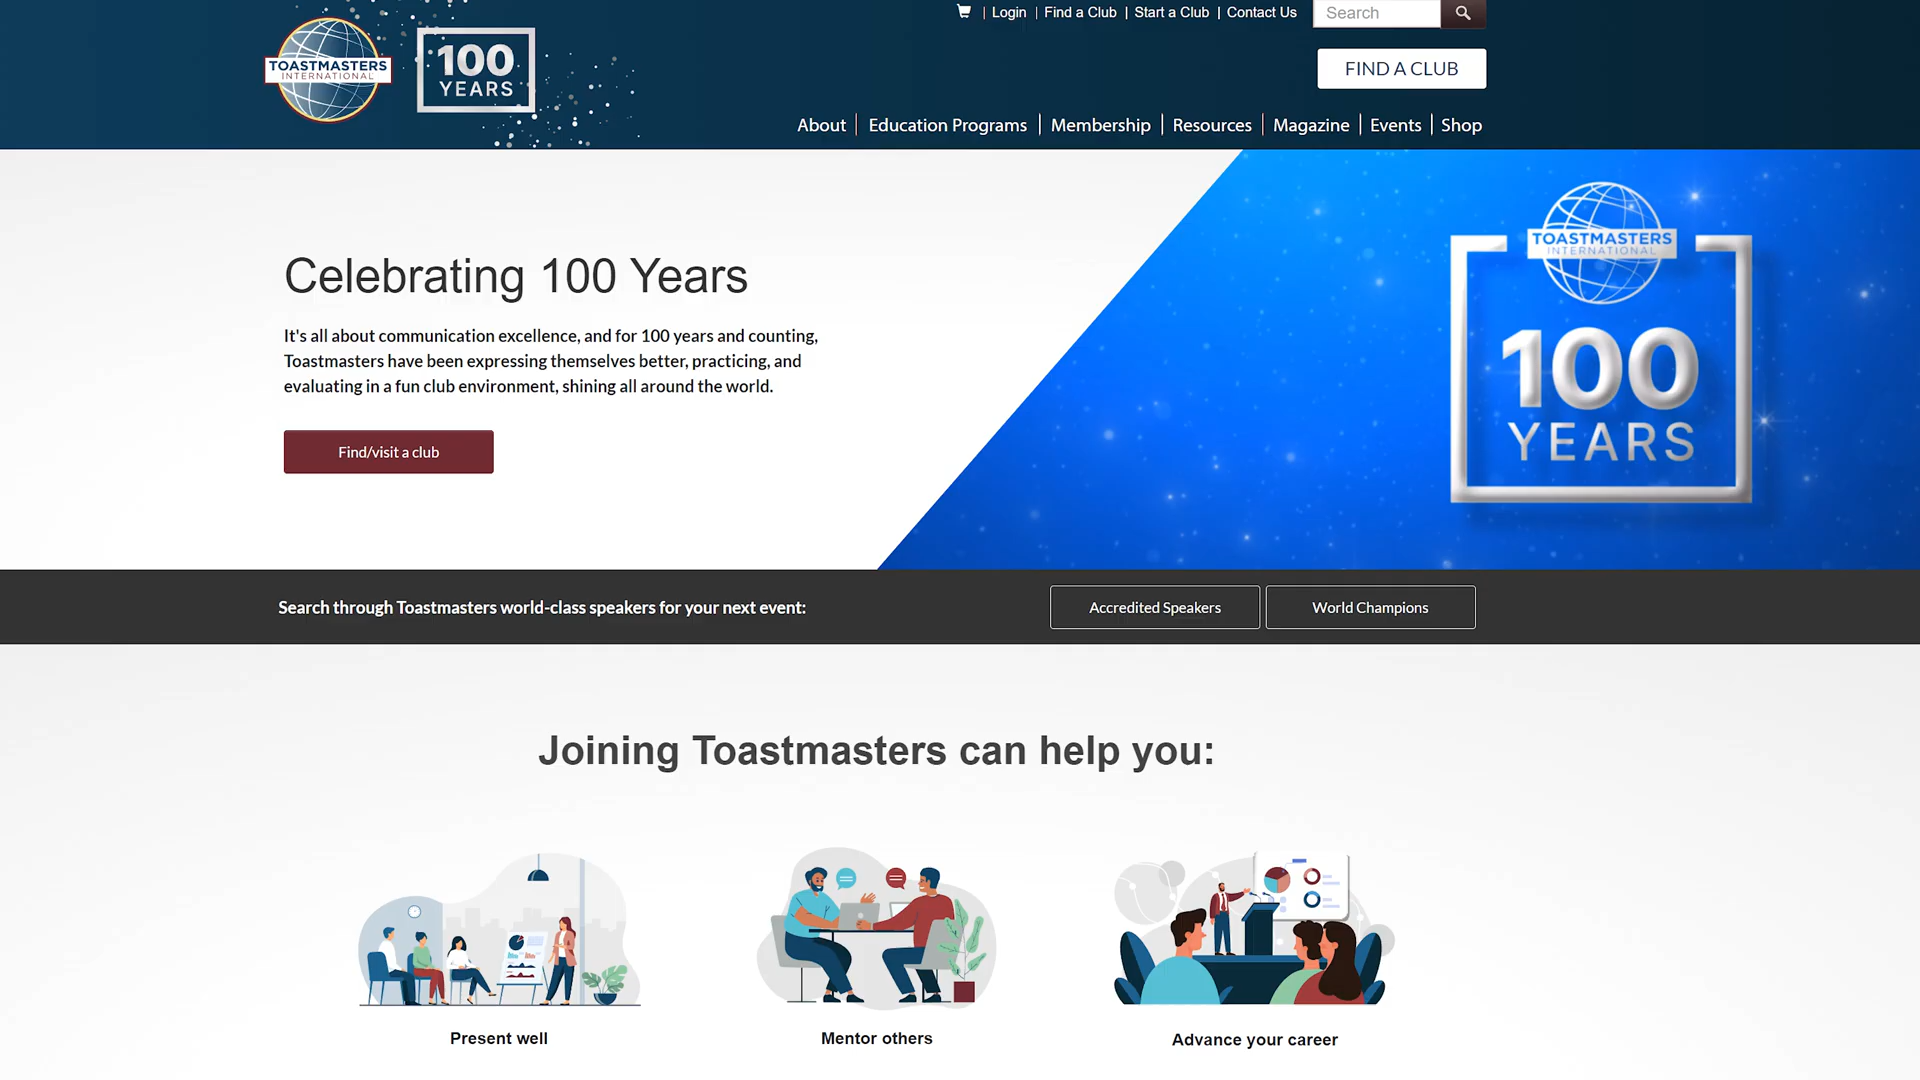 Login | Find a Club | Start a Club | Contact Us
Search
TOASTMASTERS
INTERNATIONAL
100
YEARS
FIND A CLUB
About | Education Programs | Membership | Resources | Magazine | Events | Shop
Celebrating 100 Years
It's all about communication excellence, and for 100 years and counting,
Toastmasters have been expressing themselves better, practicing, and
evaluating in a fun club environment, shining all around the world.
Find/visit a club
TOASTMASTERS
INTERNATIONAL
100
YEARS
Search through Toastmasters world-class speakers for your next event:
Accredited Speakers
World Champions
Joining Toastmasters can help you:
Present well
Mentor others
Advance your career